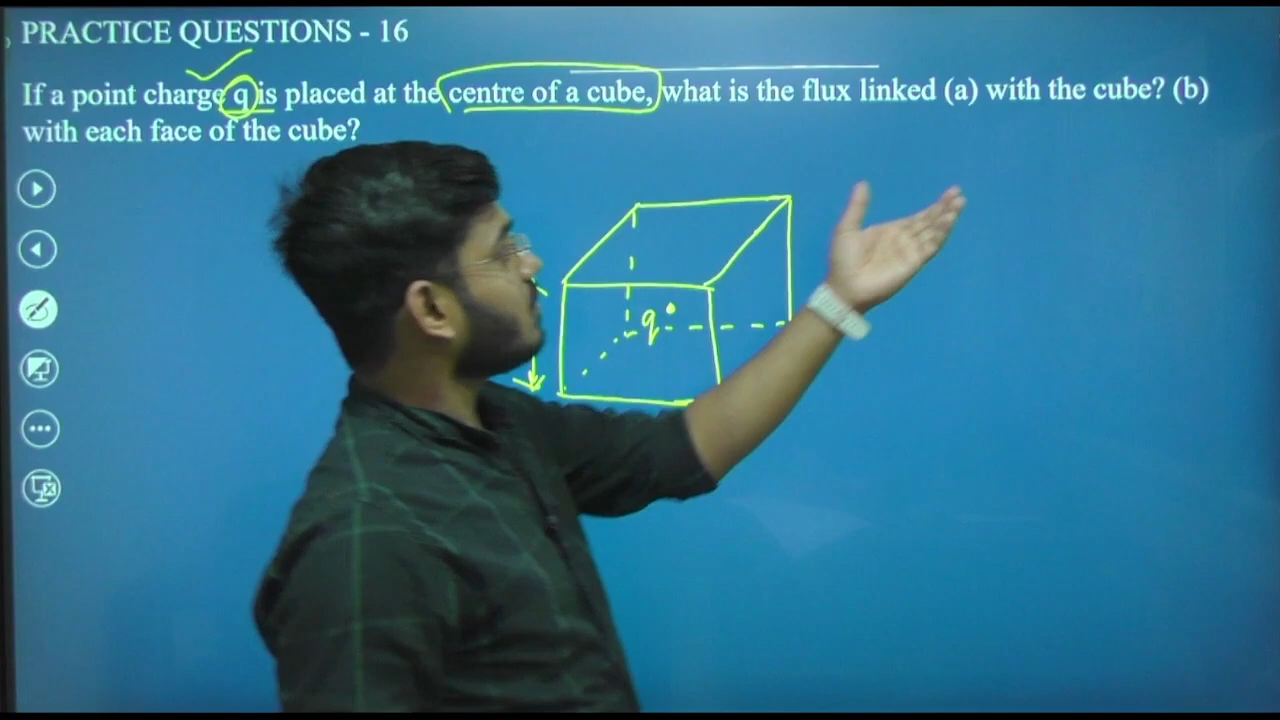 PRACTICE QUESTIONS - 16
If a point charge q is placed at the centre of a cube, what is the flux linked (a) with the cube? (b)
with each face of the cube?
q